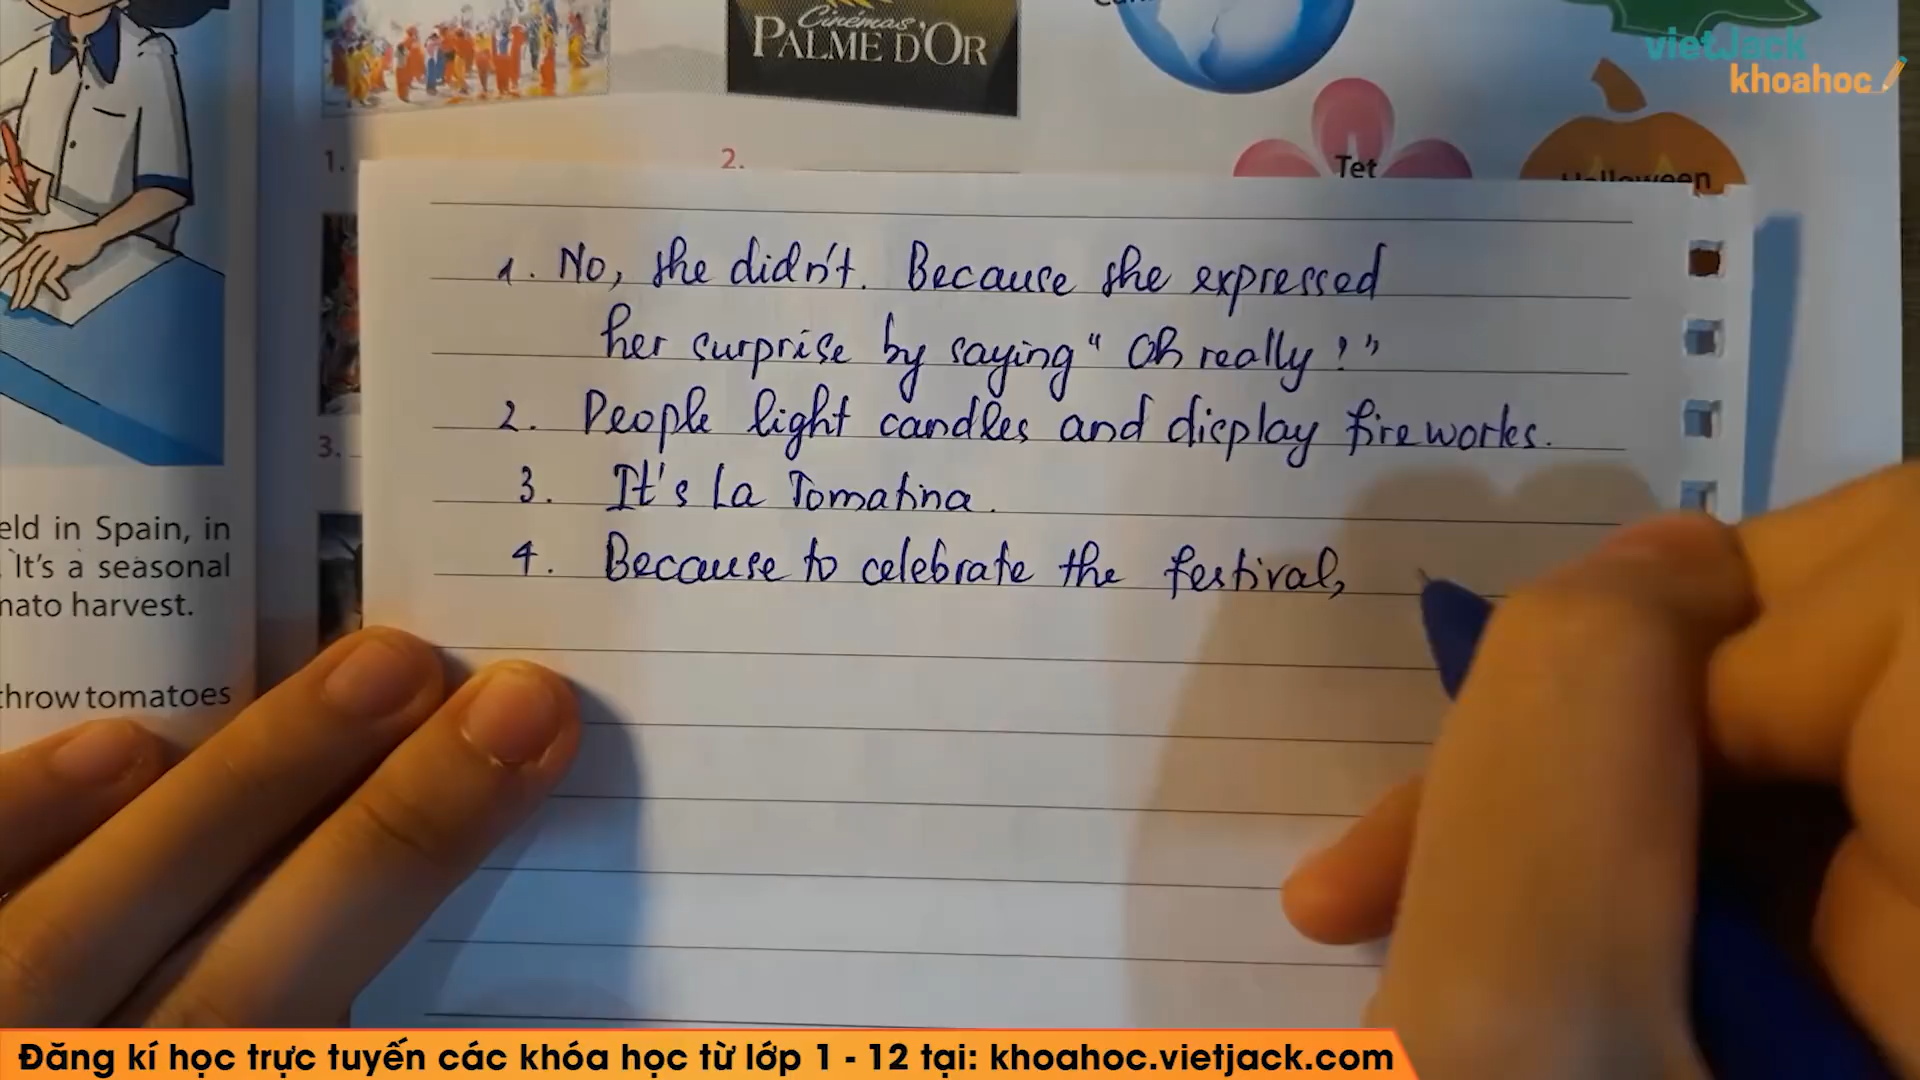 Cinemas
PALME D'OR
vietJack
khoahoc
1.
2.
Tet
Halloween
1. No, she didn't. Because she expressed
her surprise by saying "Oh really?"
2. People light candles and display fireworks.
3.
3. It's La Tomatina.
4. Because to celebrate the festival,
eld in Spain, in
It's a seasonal
mato harvest.
throw tomatoes
Đăng kí học trực tuyến các khóa học từ lớp 1 - 12 tại: khoahoc.vietjack.com